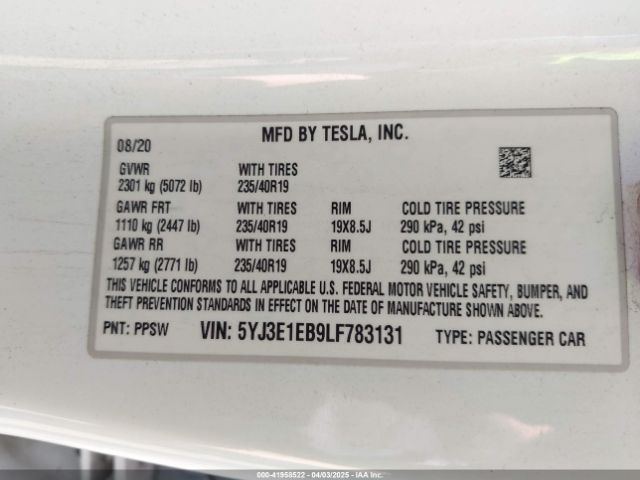 MFD BY TESLA, INC.
08/20
GVWR WITH TIRES
2301 kg (5072 lb) 235/40R19
GAWR FRT WITH TIRES RIM COLD TIRE PRESSURE
1110 kg (2447 lb) 235/40R19 19X8.5J 290 kPa, 42 psi
GAWR RR WITH TIRES RIM COLD TIRE PRESSURE
1257 kg (2771 lb) 235/40R19 19X8.5J 290 kPa, 42 psi
THIS VEHICLE CONFORMS TO ALL APPLICABLE U.S. FEDERAL MOTOR VEHICLE SAFETY, BUMPER, AND
THEFT PREVENTION STANDARDS IN EFFECT ON THE DATE OF MANUFACTURE SHOWN ABOVE.
PNT: PPSW VIN: 5YJ3E1EB9LF783131 TYPE: PASSENGER CAR
000-41958522 - 04/03/2025 - IAA Inc.